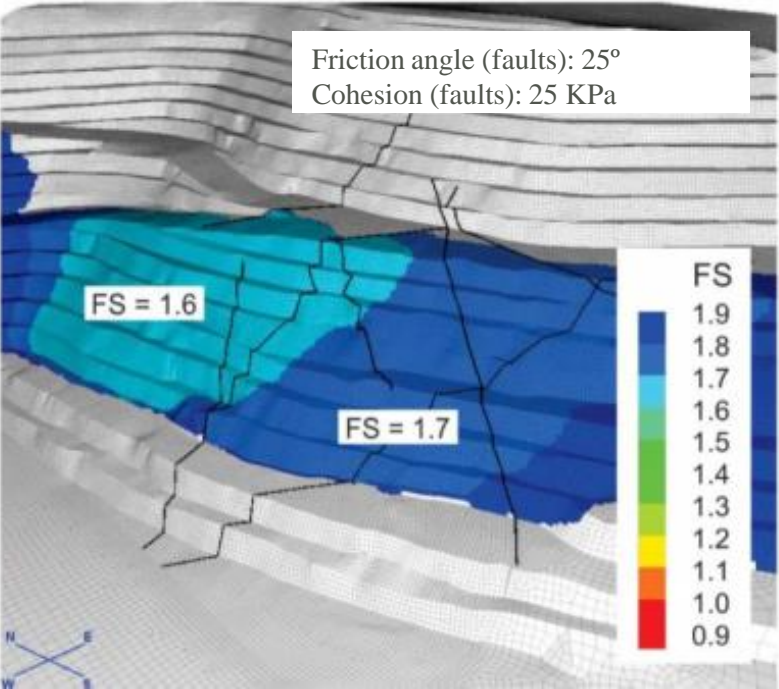 Friction angle (faults): 25º
Cohesion (faults): 25 KPa
FS = 1.6
FS = 1.7
FS
1.9
1.8
1.7
1.6
1.5
1.4
1.3
1.2
1.1
1.0
0.9
N E
W S